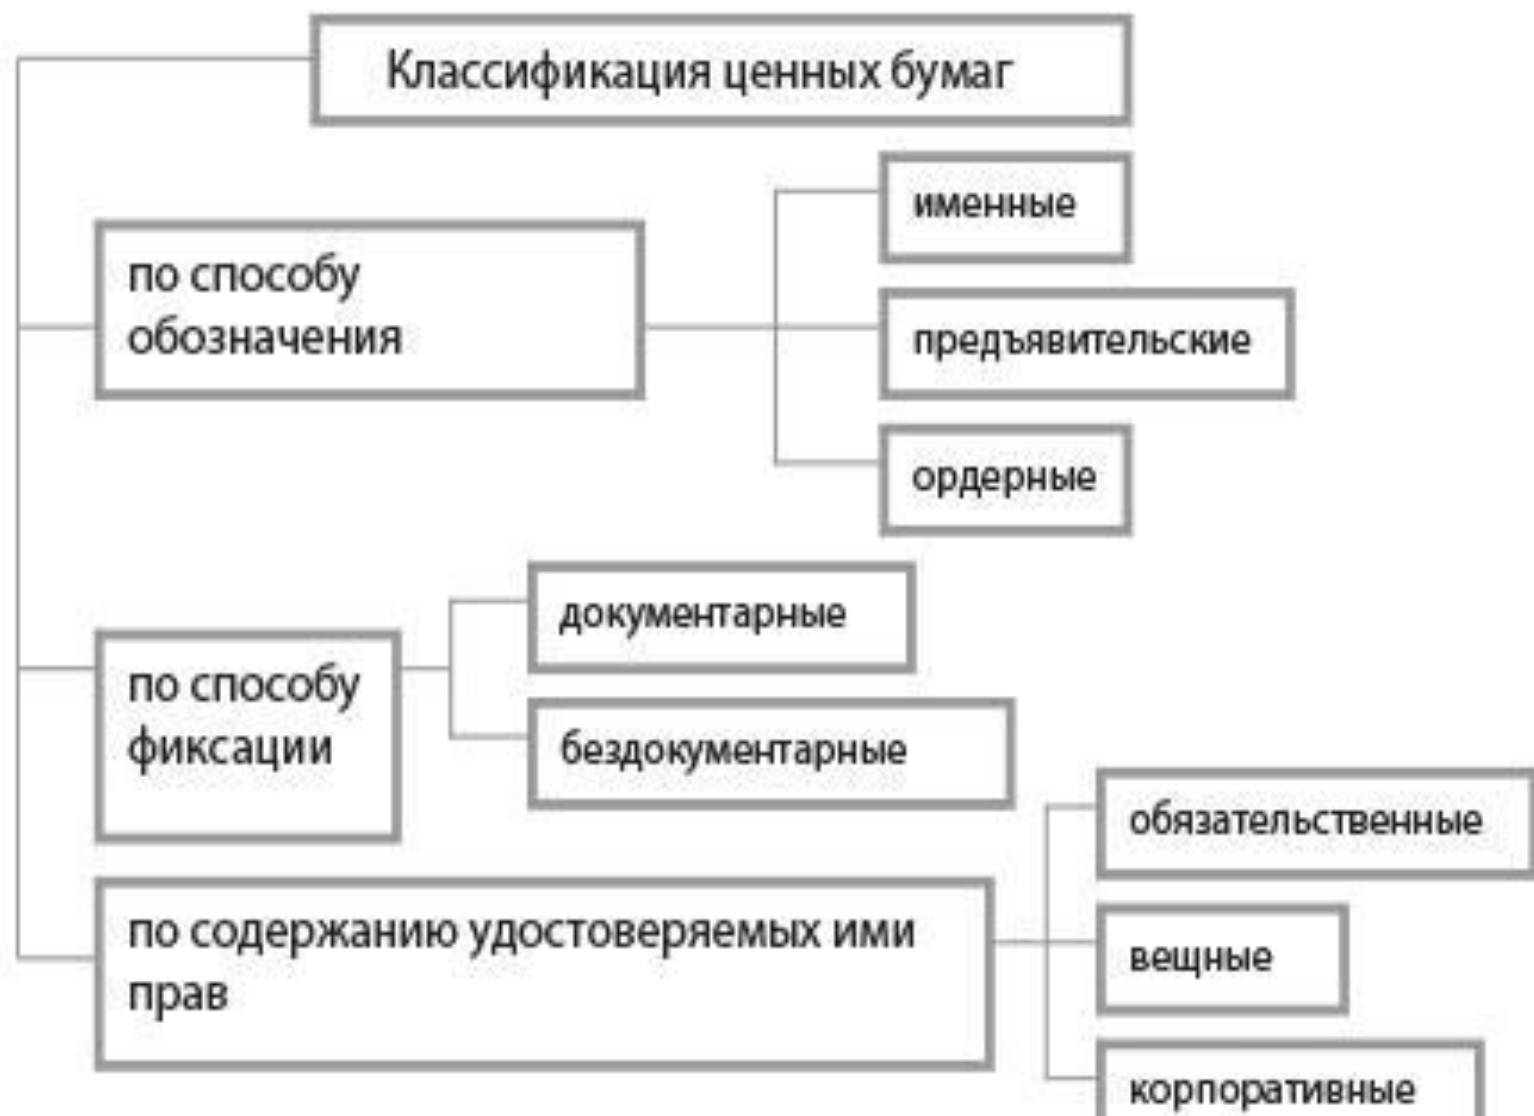 Классификация ценных бумаг
по способу
обозначения
именные
предъявительские
ордерные
по способу
фиксации
документарные
бездокументарные
по содержанию удостоверяемых ими
прав
обязательственные
вещные
корпоративные